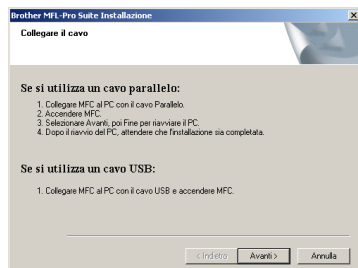 Brother MFL-Pro Suite Installazione
Collegare il cavo
Se si utilizza un cavo parallelo:
1. Collegare MFC al PC con il cavo Parallelo.
2. Accendere MFC.
3. Selezionare Avanti, poi Fine per riavviare il PC.
4. Dopo il riavvio del PC, attendere che l'installazione sia completata.
Se si utilizza un cavo USB:
1. Collegare MFC al PC con il cavo USB e accendere MFC.
< Indietro Avanti > Annulla